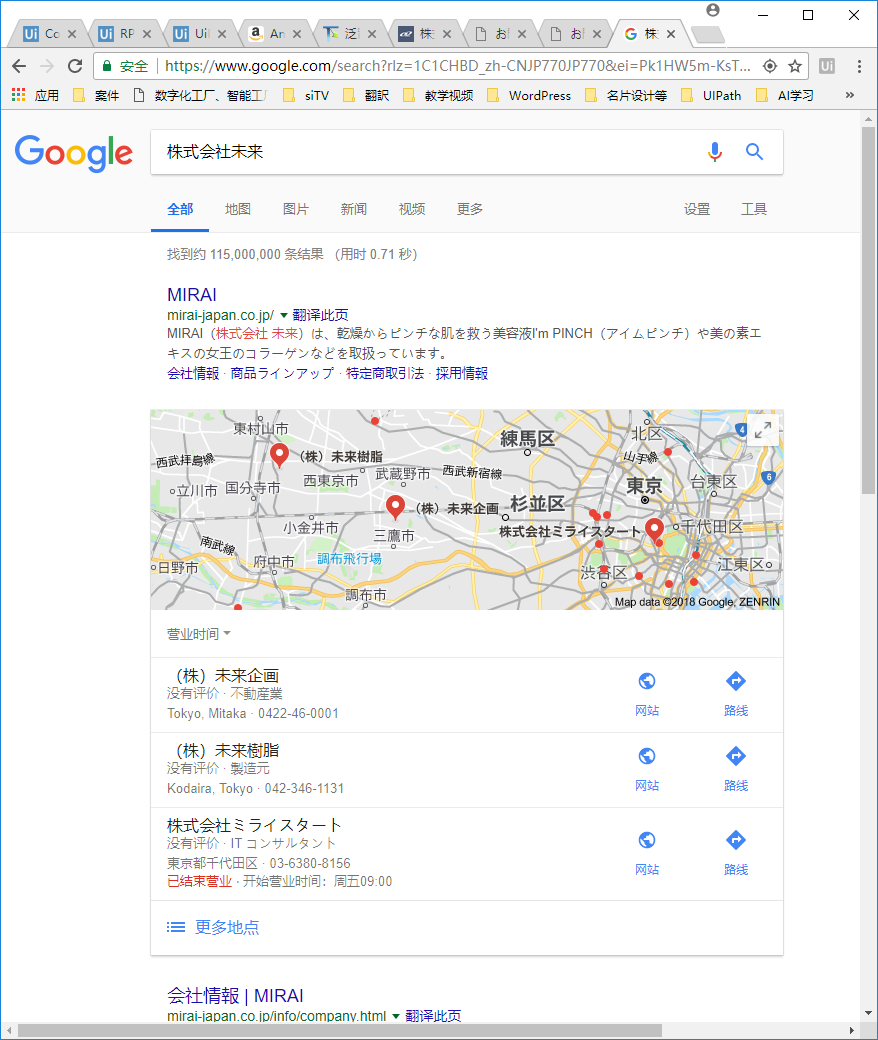 Co
RP
Ui
An
泛
株
お
お
株
安全 https://www.google.com/search?rlz=1C1CHBD_zh-CNJP770JP770&ei=Pk1HW5m-KsT...
应用 案件 数字化工厂、智能工厂 siTV 翻訳 教学视频 WordPress 名片设计等 UIPath AI学习 »
Google
株式会社未来
全部 地图 图片 新闻 视频 更多 设置 工具
找到约 115,000,000 条结果 （用时 0.71 秒）
MIRAI
mirai-japan.co.jp/ 翻译此页
MIRAI（株式会社 未来）は、乾燥からピンチな肌を救う美容液I'm PINCH（アイムピンチ）や美の素エ
キスの女王のコラーゲンなどを取扱っています。
会社情報 · 商品ラインアップ · 特定商取引法 · 採用情報
東村山市
練馬区
北区
4
西武拝島線
（株）未来樹脂
山手線
西東京市
武蔵野市
西武新宿線
台東区
6
立川市
国分寺市
東京
（株）未来企画
杉並区
小金井市
三鷹市
株式会社ミライスタート
千代田区
南武線
府中市
調布飛行場
日野市
渋谷区
江東区
調布市
Map data ©2018 Google, ZENRIN
营业时间
（株）未来企画
没有评价 · 不動産業
Tokyo, Mitaka · 0422-46-0001
网站 路线
（株）未来樹脂
没有评价 · 製造元
Kodaira, Tokyo · 042-346-1131
网站 路线
株式会社ミライスタート
没有评价 · IT コンサルタント
東京都千代田区 · 03-6380-8156
已结束营业 · 开始营业时间：周五09:00
网站 路线
更多地点
会社情報 | MIRAI
mirai-japan.co.jp/info/company.html 翻译此页